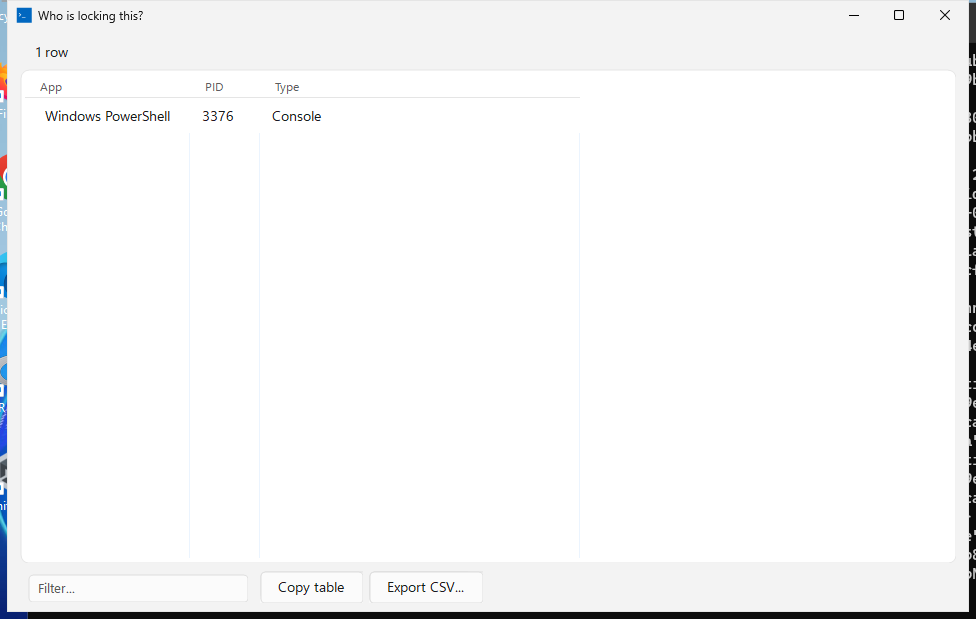 Who is locking this?
1 row
App PID Type
Windows PowerShell 3376 Console
Filter...
Copy table Export CSV...